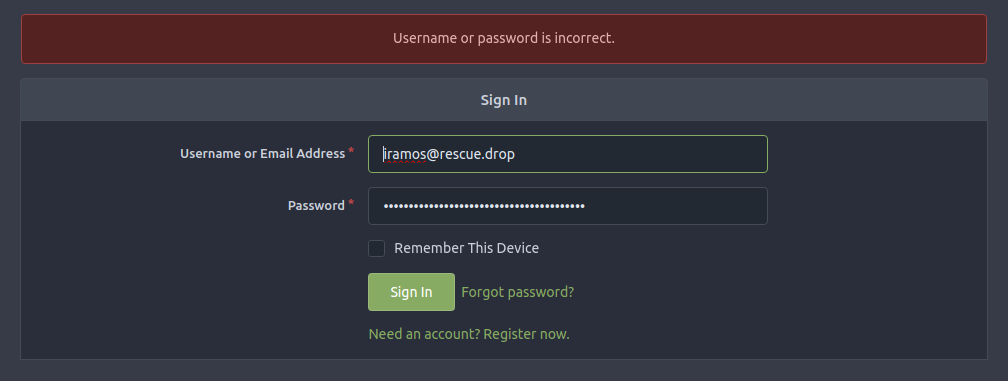 Username or password is incorrect.
Sign In
Username or Email Address *
iramos@rescue.drop
Password *
••••••••••••••••••••••••••••••••••••••••
Remember This Device
Sign In Forgot password?
Need an account? Register now.